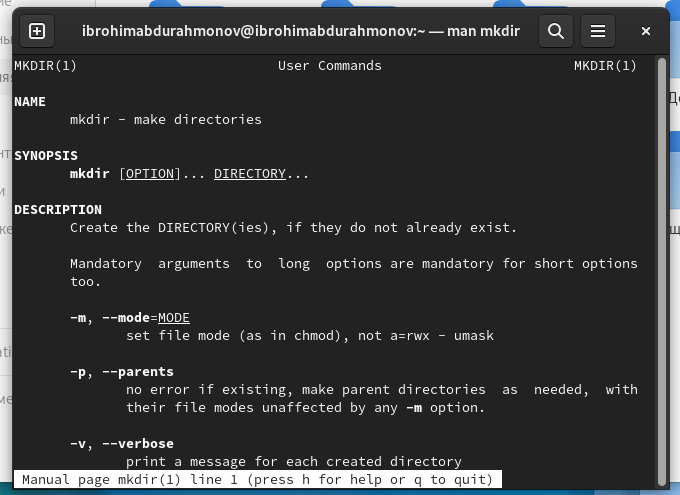 ibrohimabdurahmonov@ibrohimabdurahmonov:~ — man mkdir
MKDIR(1) User Commands MKDIR(1)
NAME
mkdir - make directories
SYNOPSIS
mkdir [OPTION]... DIRECTORY...
DESCRIPTION
Create the DIRECTORY(ies), if they do not already exist.
Mandatory arguments to long options are mandatory for short options
too.
-m, --mode=MODE
set file mode (as in chmod), not a=rwx - umask
-p, --parents
no error if existing, make parent directories as needed, with
their file modes unaffected by any -m option.
-v, --verbose
print a message for each created directory
Manual page mkdir(1) line 1 (press h for help or q to quit)